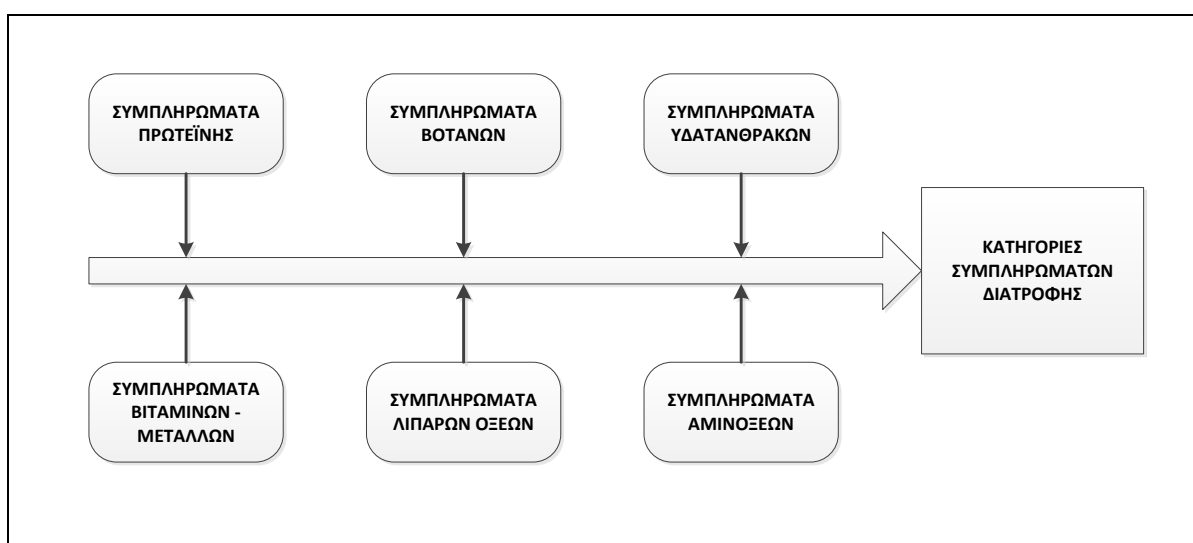 ΣΥΜΠΛΗΡΩΜΑΤΑ
ΠΡΩΤΕΪΝΗΣ
ΣΥΜΠΛΗΡΩΜΑΤΑ
ΒΟΤΑΝΩΝ
ΣΥΜΠΛΗΡΩΜΑΤΑ
ΥΔΑΤΑΝΘΡΑΚΩΝ
ΚΑΤΗΓΟΡΙΕΣ
ΣΥΜΠΛΗΡΩΜΑΤΩΝ
ΔΙΑΤΡΟΦΗΣ
ΣΥΜΠΛΗΡΩΜΑΤΑ
ΒΙΤΑΜΙΝΩΝ -
ΜΕΤΑΛΛΩΝ
ΣΥΜΠΛΗΡΩΜΑΤΑ
ΛΙΠΑΡΩΝ ΟΞΕΩΝ
ΣΥΜΠΛΗΡΩΜΑΤΑ
ΑΜΙΝΟΞΕΩΝ